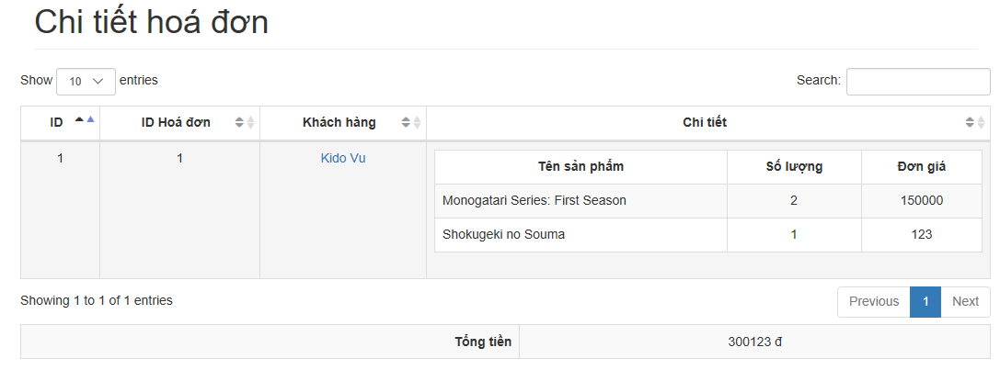 Chi tiết hoá đơn
Show 10 entries Search:
ID ID Hoá đơn Khách hàng Chi tiết
1 1 Kido Vu Tên sản phẩm Số lượng Đơn giá
Monogatari Series: First Season 2 150000
Shokugeki no Souma 1 123
Showing 1 to 1 of 1 entries Previous 1 Next
Tổng tiền 300123 đ